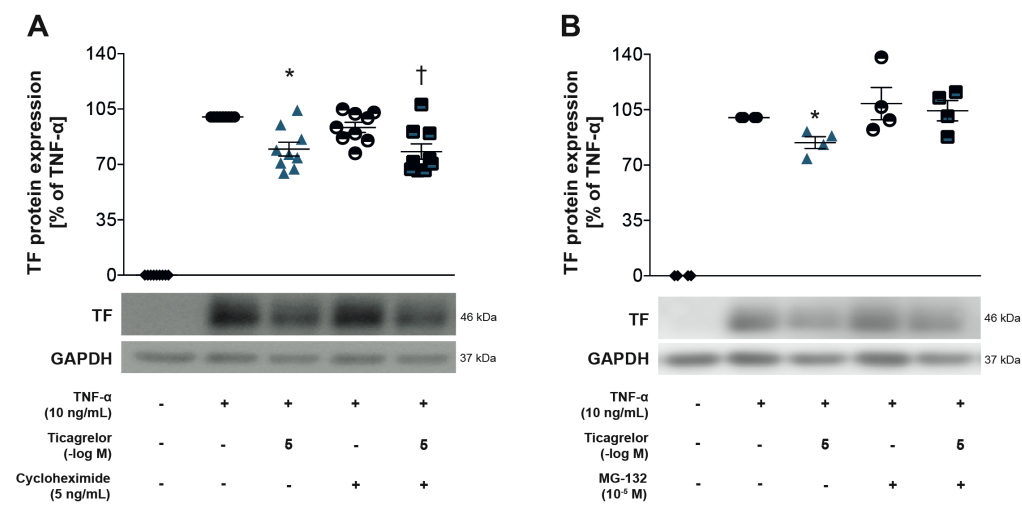 A
TF protein expression
[% of TNF-α]
140
105
70
35
0
*
†
TF
46 kDa
GAPDH
37 kDa
TNF-α
(10 ng/mL)
- + + + +
Ticagrelor
(-log M)
- - 5 - 5
Cycloheximide
(5 ng/mL)
- - - + +
B
TF protein expression
[% of TNF-α]
140
105
70
35
0
*
TF
46 kDa
GAPDH
37 kDa
TNF-α
(10 ng/mL)
- + + + +
Ticagrelor
(-log M)
- - 5 - 5
MG-132
(10⁻⁵ M)
- - - + +